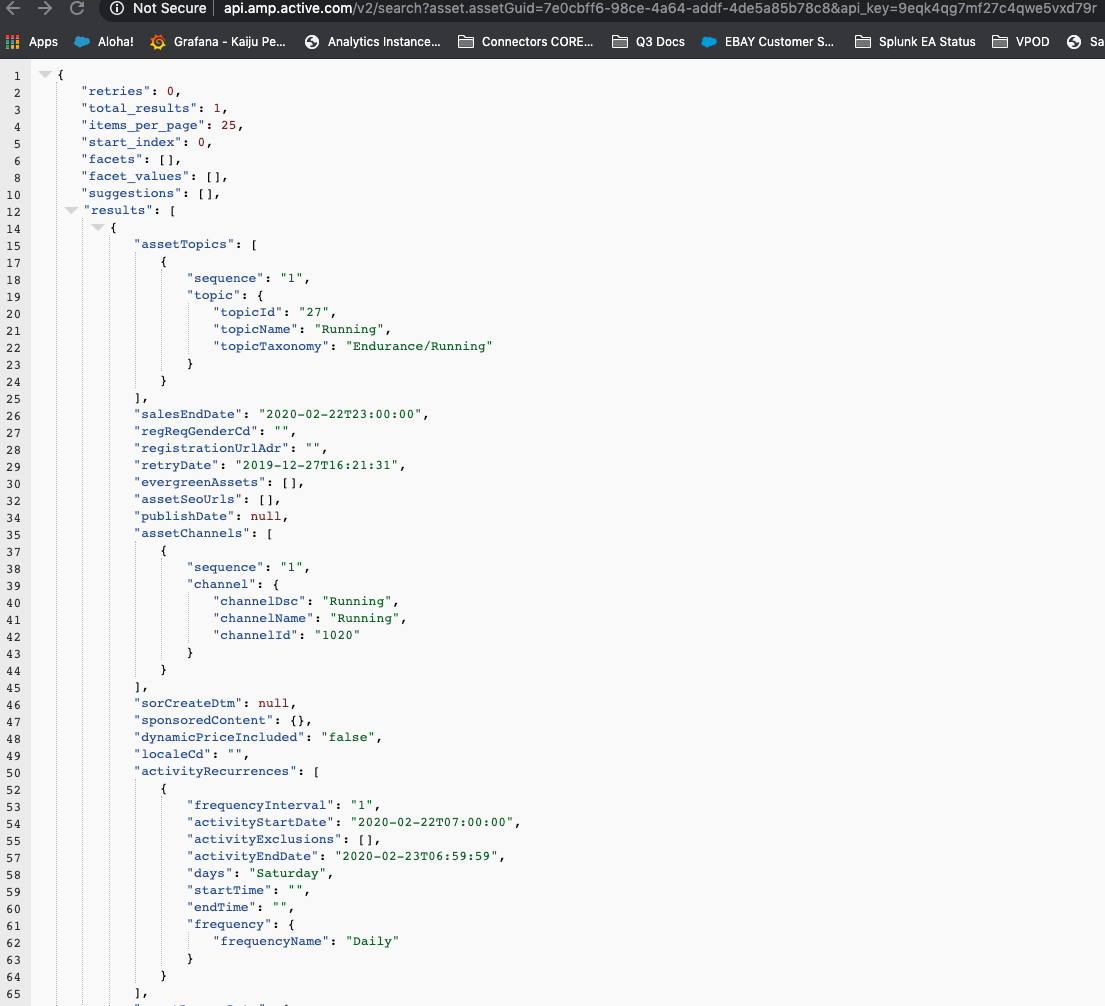 Not Secure api.amp.active.com/v2/search?asset.assetGuid=7e0cbff6-98ce-4a64-addf-4de5a85b78c8&api_key=9eqk4qg7mf27c4qwe5vxd79r
Apps Aloha! Grafana - Kaiju Pe... Analytics Instance... Connectors CORE... Q3 Docs EBAY Customer S... Splunk EA Status VPOD Sa
1 {
2 "retries": 0,
3 "total_results": 1,
4 "items_per_page": 25,
5 "start_index": 0,
6 "facets": [],
8 "facet_values": [],
10 "suggestions": [],
12 "results": [
14 {
15 "assetTopics": [
17 {
18 "sequence": "1",
19 "topic": {
20 "topicId": "27",
21 "topicName": "Running",
22 "topicTaxonomy": "Endurance/Running"
23 }
24 }
25 ],
26 "salesEndDate": "2020-02-22T23:00:00",
27 "regReqGenderCd": "",
28 "registrationUrlAdr": "",
29 "retryDate": "2019-12-27T16:21:31",
30 "evergreenAssets": [],
32 "assetSeoUrls": [],
34 "publishDate": null,
35 "assetChannels": [
37 {
38 "sequence": "1",
39 "channel": {
40 "channelDsc": "Running",
41 "channelName": "Running",
42 "channelId": "1020"
43 }
44 }
45 ],
46 "sorCreateDtm": null,
47 "sponsoredContent": {},
48 "dynamicPriceIncluded": "false",
49 "localeCd": "",
50 "activityRecurrences": [
52 {
53 "frequencyInterval": "1",
54 "activityStartDate": "2020-02-22T07:00:00",
55 "activityExclusions": [],
57 "activityEndDate": "2020-02-23T06:59:59",
58 "days": "Saturday",
59 "startTime": "",
60 "endTime": "",
61 "frequency": {
62 "frequencyName": "Daily"
63 }
64 }
65 ],